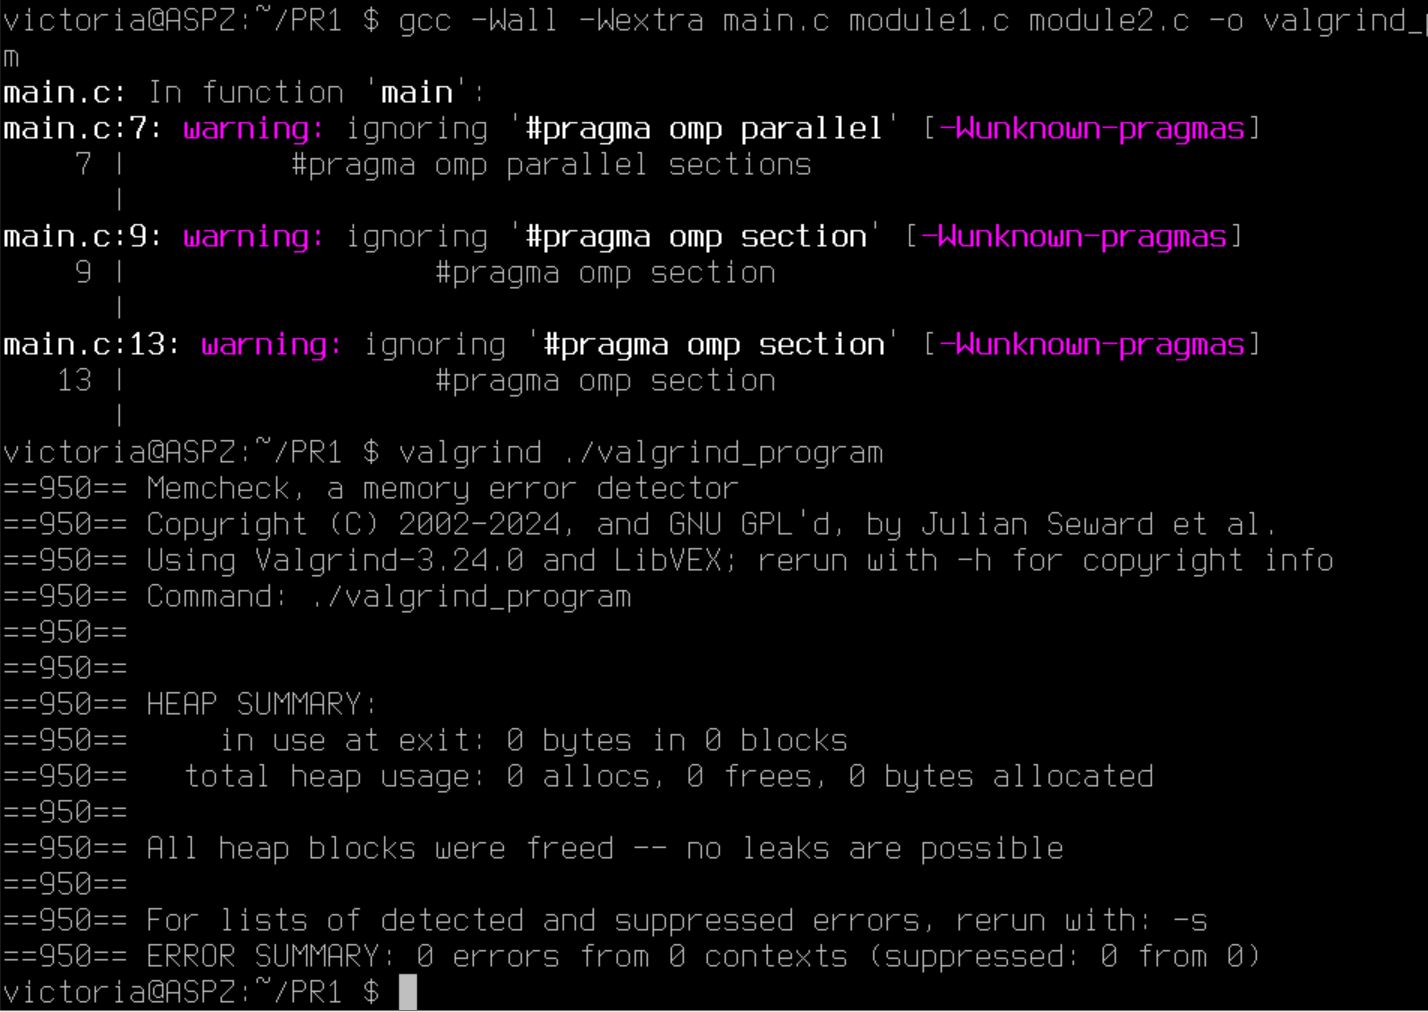 victoria@ASPZ:~/PR1 $ gcc -Wall -Wextra main.c module1.c module2.c -o valgrind_p
m
main.c: In function 'main':
main.c:7: warning: ignoring '#pragma omp parallel' [-Wunknown-pragmas]
    7 |         #pragma omp parallel sections
      |
main.c:9: warning: ignoring '#pragma omp section' [-Wunknown-pragmas]
    9 |                 #pragma omp section
      |
main.c:13: warning: ignoring '#pragma omp section' [-Wunknown-pragmas]
   13 |                 #pragma omp section
      |
victoria@ASPZ:~/PR1 $ valgrind ./valgrind_program
==950== Memcheck, a memory error detector
==950== Copyright (C) 2002-2024, and GNU GPL'd, by Julian Seward et al.
==950== Using Valgrind-3.24.0 and LibVEX; rerun with -h for copyright info
==950== Command: ./valgrind_program
==950==
==950==
==950== HEAP SUMMARY:
==950==     in use at exit: 0 bytes in 0 blocks
==950==   total heap usage: 0 allocs, 0 frees, 0 bytes allocated
==950==
==950== All heap blocks were freed -- no leaks are possible
==950==
==950== For lists of detected and suppressed errors, rerun with: -s
==950== ERROR SUMMARY: 0 errors from 0 contexts (suppressed: 0 from 0)
victoria@ASPZ:~/PR1 $